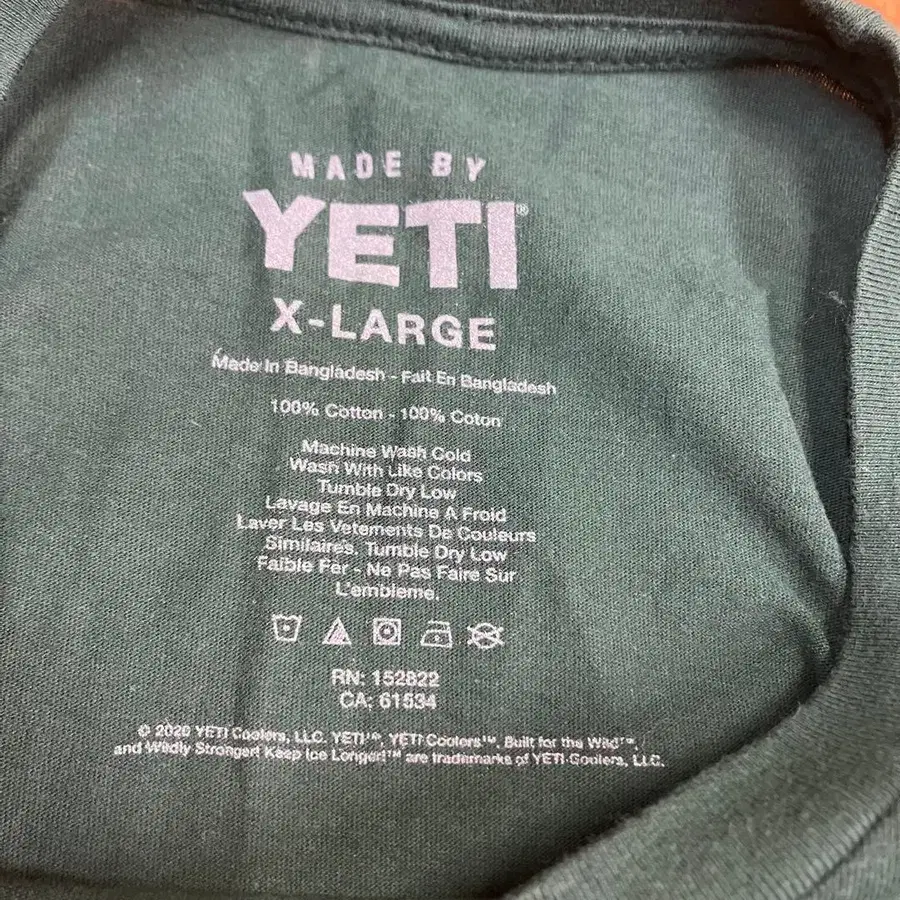 MADE BY
YETI®
X-LARGE
Made In Bangladesh - Fait En Bangladesh
100% Cotton - 100% Coton
Machine Wash Cold
Wash With Like Colors
Tumble Dry Low
Lavage En Machine A Froid
Laver Les Vetements De Couleurs
Similaires. Tumble Dry Low
Faible Fer - Ne Pas Faire Sur
L'embleme.
RN: 152822
CA: 61534
© 2020 YETI Coolers, LLC. YETI™, YETI Coolers™, Built for the Wild™,
and Wildly Stronger! Keep Ice Longer!™ are trademarks of YETI Coolers, LLC.